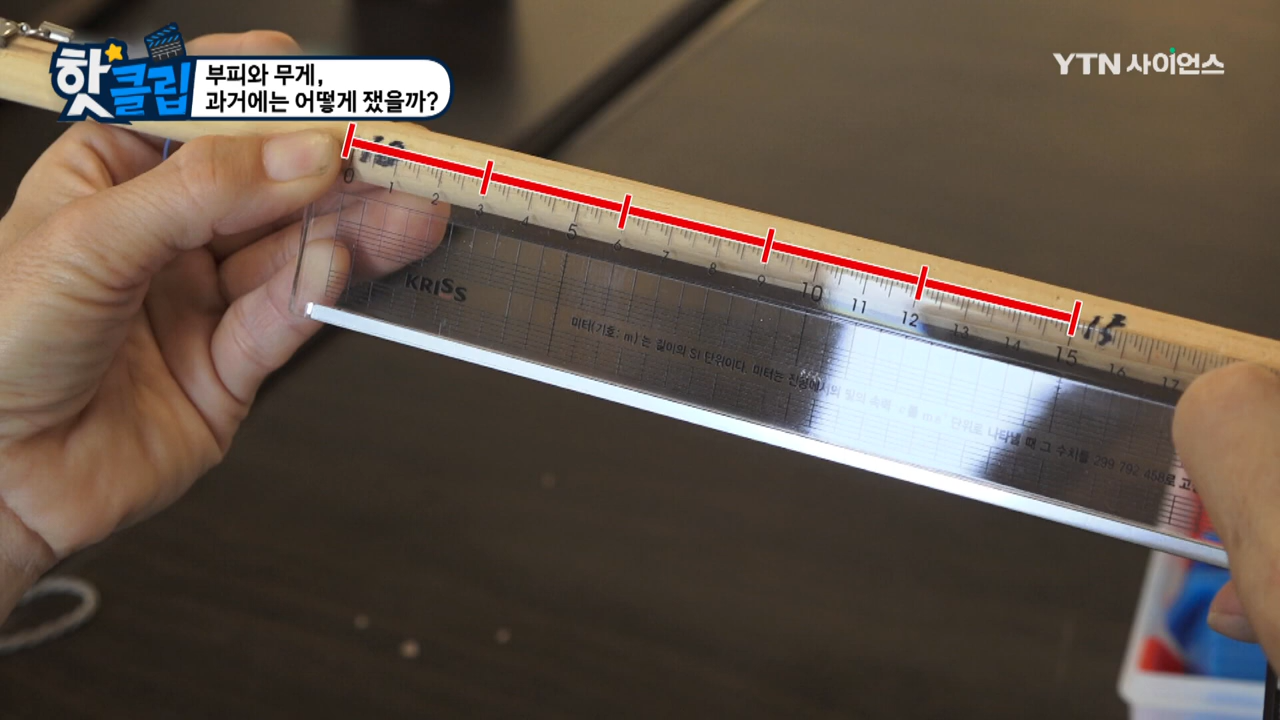 핫클립
부피와 무게,
과거에는 어떻게 쟀을까?
YTN 사이언스
0 1 2 3 4 5 6 7 8 9 10 11 12 13 14 15 16 17
KRISS
미터(기호: m) 는 길이의 SI 단위이다. 미터는 진공에서의 빛의 속력 c를 m s⁻¹ 단위로 나타낼 때 그 수치를 299 792 458로